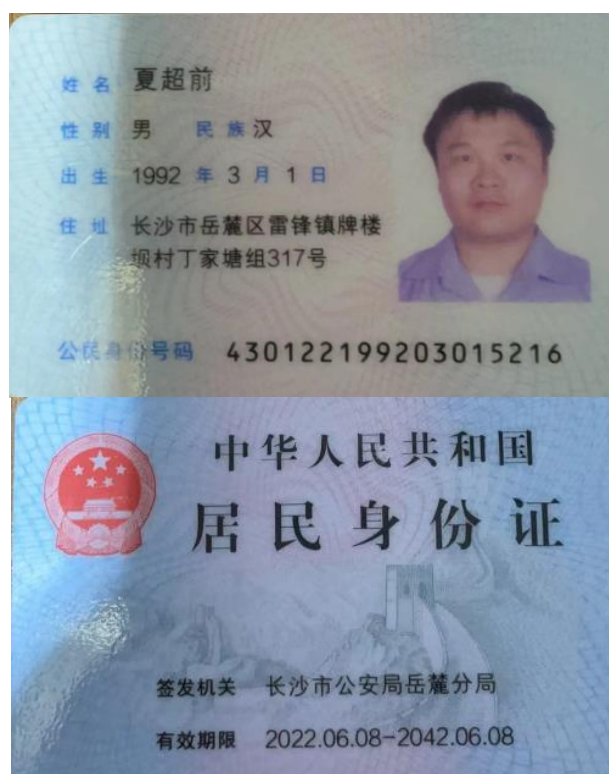 姓名 夏超前
性别 男 民族 汉
出生 1992 年 3 月 1 日
住址 长沙市岳麓区雷锋镇牌楼
坝村丁家塘组317号
公民身份号码 430122199203015216
中华人民共和国
居民身份证
签发机关 长沙市公安局岳麓分局
有效期限 2022.06.08-2042.06.08